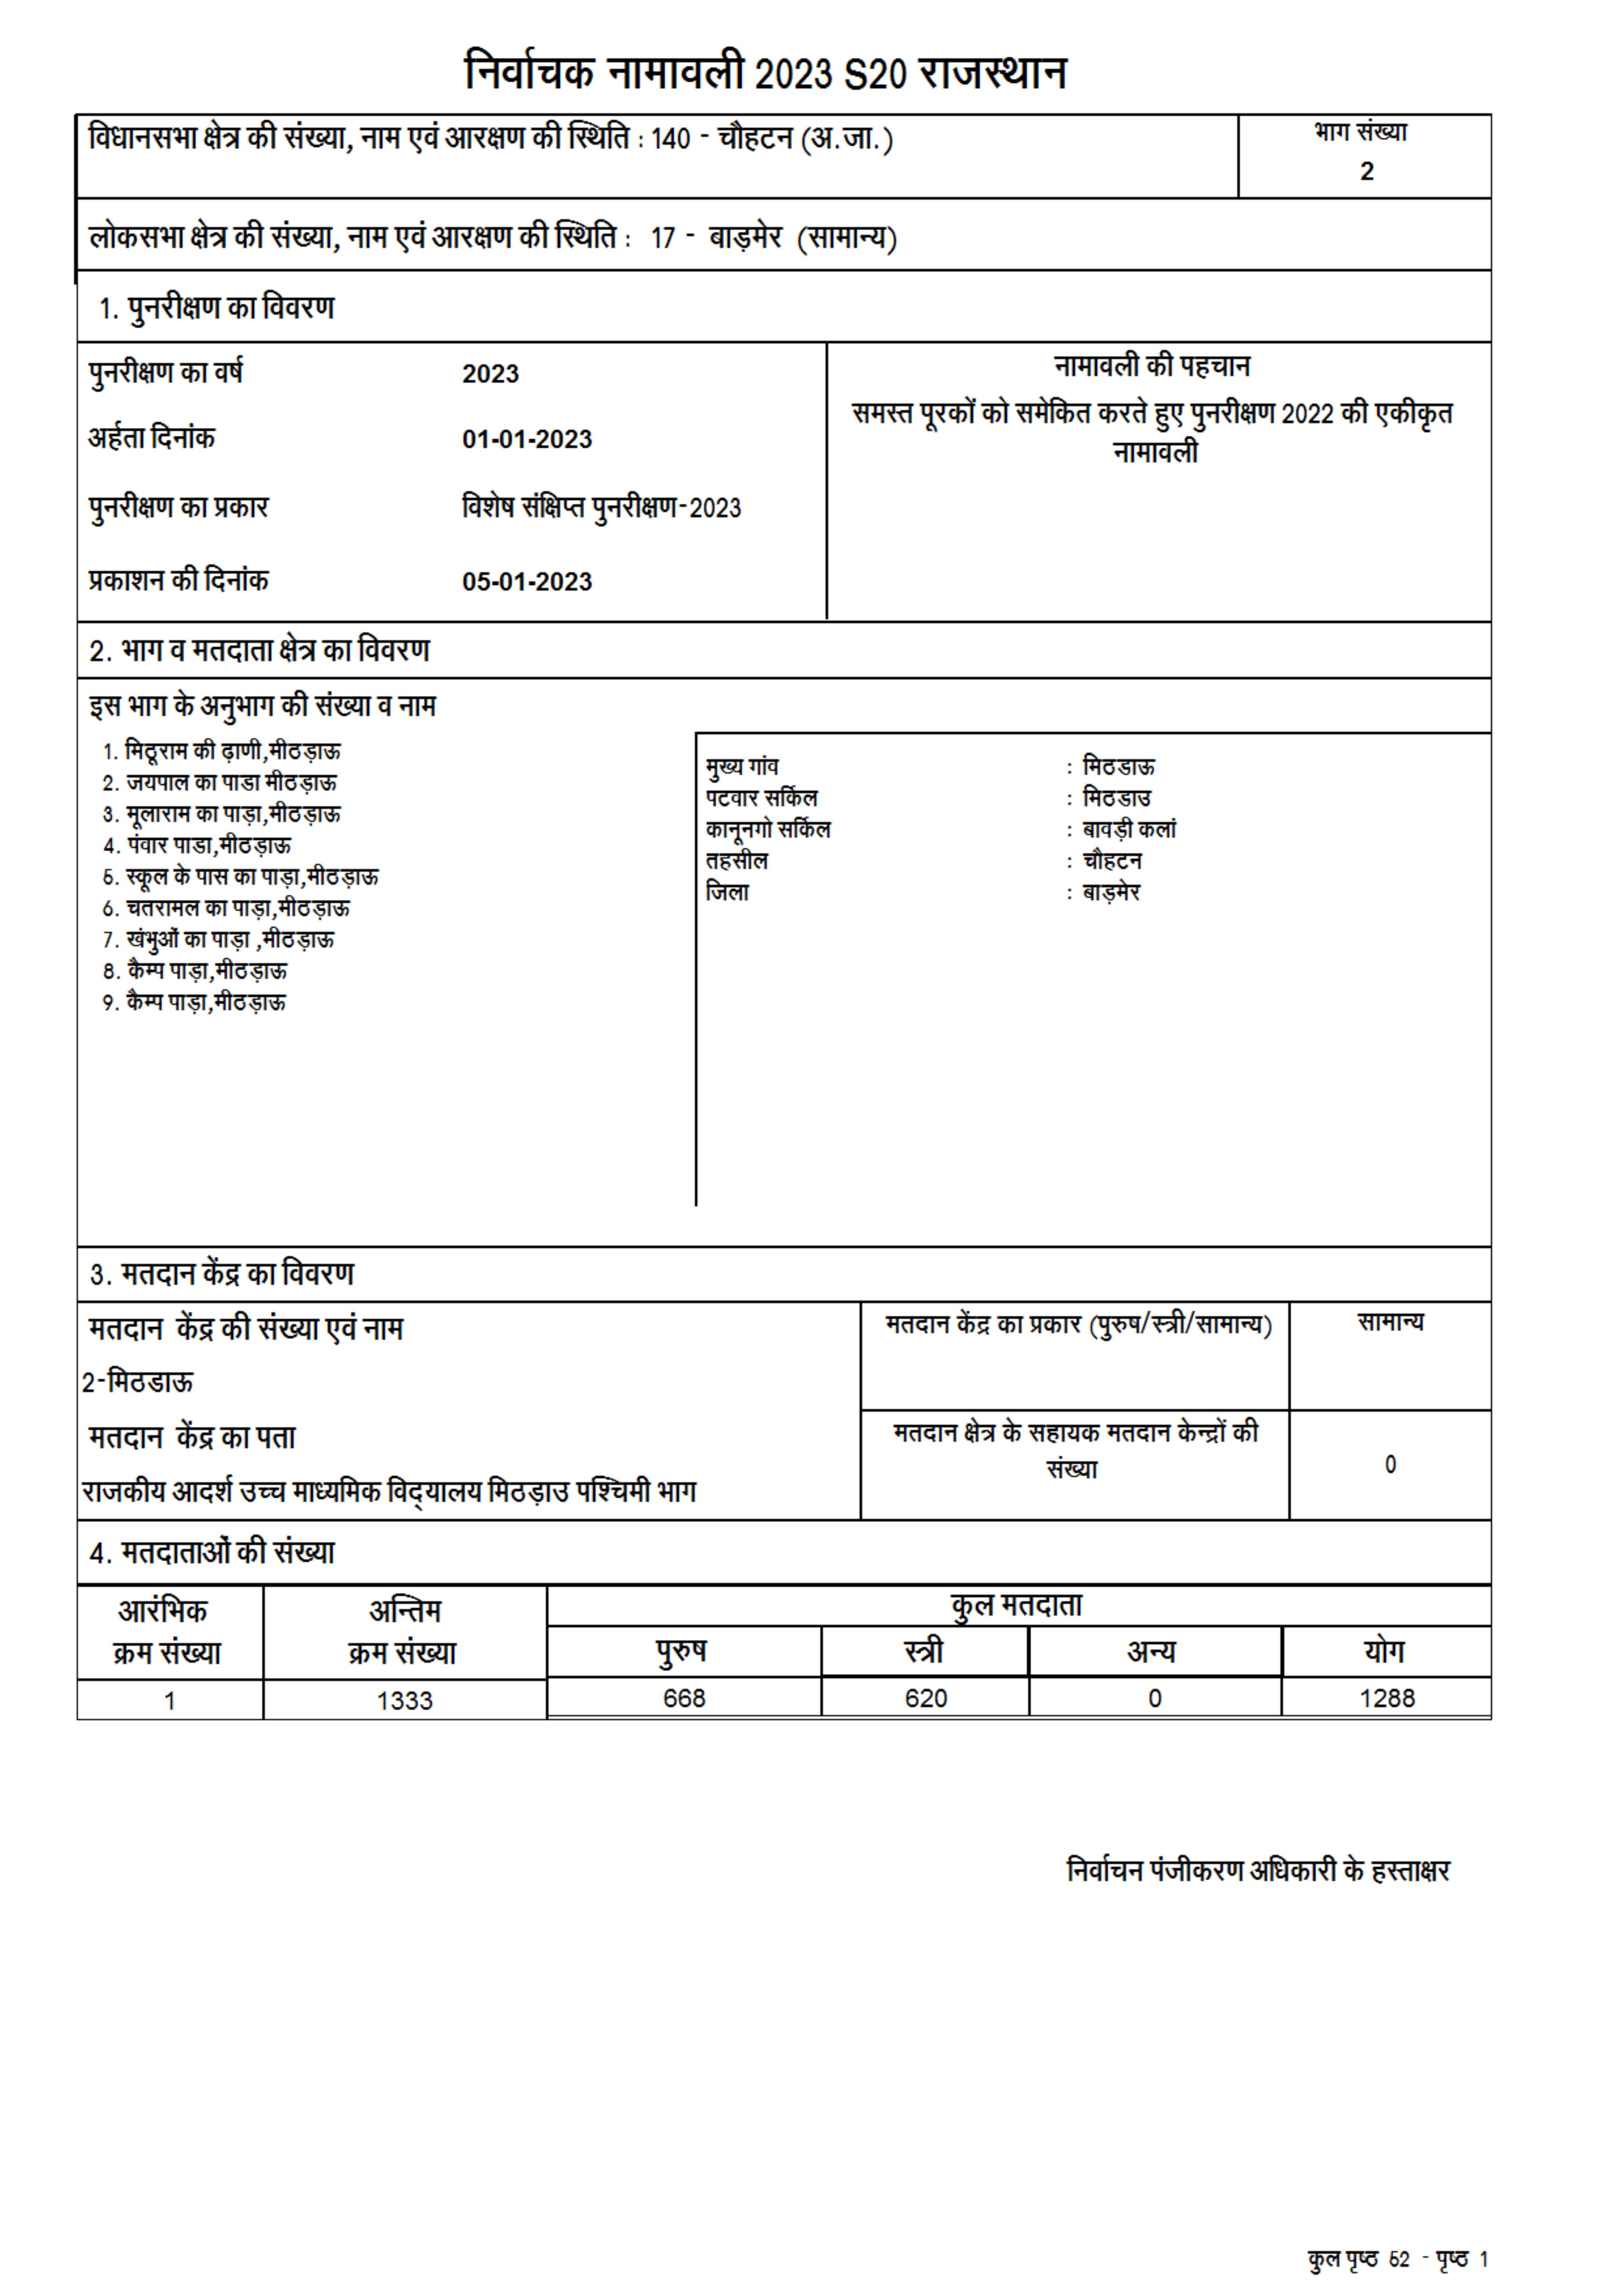 निर्वाचक नामावली 2023 S20 राजस्थान
विधानसभा क्षेत्र की संख्या, नाम एवं आरक्षण की स्थिति : 140 - चौहटन (अ.जा.)
भाग संख्या
2
लोकसभा क्षेत्र की संख्या, नाम एवं आरक्षण की स्थिति : 17 - बाड़मेर (सामान्य)
1. पुनरीक्षण का विवरण
पुनरीक्षण का वर्ष 2023
अर्हता दिनांक 01-01-2023
पुनरीक्षण का प्रकार विशेष संक्षिप्त पुनरीक्षण-2023
प्रकाशन की दिनांक 05-01-2023
नामावली की पहचान
समस्त पूरकों को समेकित करते हुए पुनरीक्षण 2022 की एकीकृत
नामावली
2. भाग व मतदाता क्षेत्र का विवरण
इस भाग के अनुभाग की संख्या व नाम
1. मिठूराम की ढ़ाणी,मीठड़ाऊ
2. जयपाल का पाडा मीठड़ाऊ
3. मूलाराम का पाड़ा,मीठड़ाऊ
4. पंवार पाडा,मीठड़ाऊ
5. स्कूल के पास का पाड़ा,मीठड़ाऊ
6. चतरामल का पाड़ा,मीठड़ाऊ
7. खंभुओं का पाड़ा ,मीठड़ाऊ
8. कैम्प पाड़ा,मीठड़ाऊ
9. कैम्प पाड़ा,मीठड़ाऊ
मुख्य गांव : मिठडाऊ
पटवार सर्किल : मिठडाउ
कानूनगो सर्किल : बावड़ी कलां
तहसील : चौहटन
जिला : बाड़मेर
3. मतदान केंद्र का विवरण
मतदान केंद्र की संख्या एवं नाम
2-मिठडाऊ
मतदान केंद्र का पता
राजकीय आदर्श उच्च माध्यमिक विद्यालय मिठड़ाउ पश्चिमी भाग
मतदान केंद्र का प्रकार (पुरुष/स्त्री/सामान्य) सामान्य
मतदान क्षेत्र के सहायक मतदान केन्द्रों की
संख्या
0
4. मतदाताओं की संख्या
आरंभिक
क्रम संख्या
अन्तिम
क्रम संख्या
कुल मतदाता
पुरुष स्त्री अन्य योग
1 1333 668 620 0 1288
निर्वाचन पंजीकरण अधिकारी के हस्ताक्षर
कुल पृष्ठ 52 - पृष्ठ 1